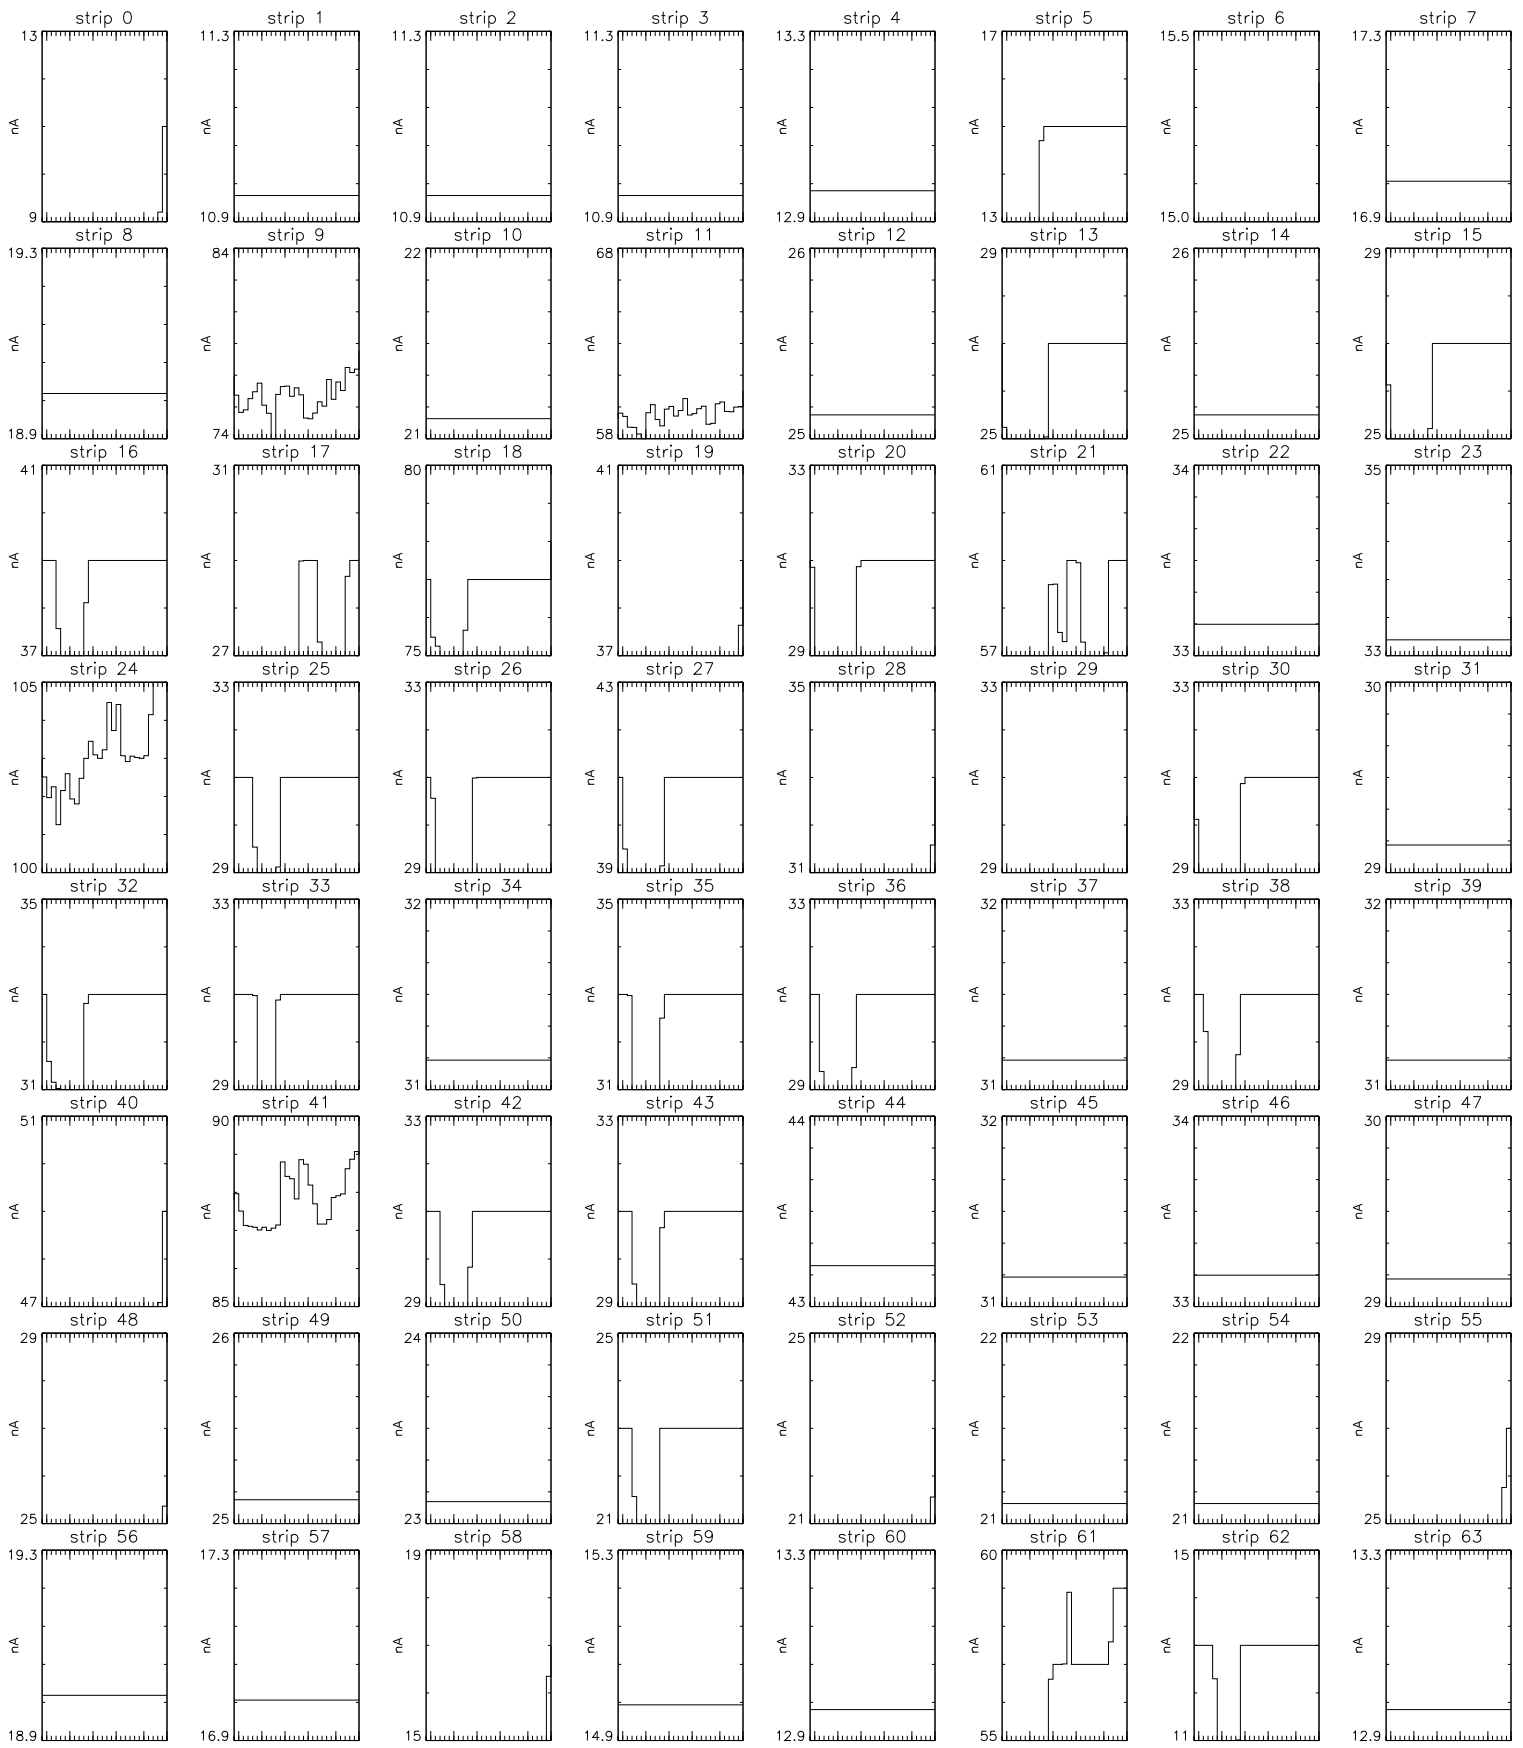 strip 0 strip 1 strip 2 strip 3 strip 4 strip 5 strip 6 strip 7
13 11.3 11.3 11.3 13.3 17 15.5 17.3
nA nA nA nA nA nA nA nA
9 10.9 10.9 10.9 12.9 13 15.0 16.9
strip 8 strip 9 strip 10 strip 11 strip 12 strip 13 strip 14 strip 15
19.3 84 22 68 26 29 26 29
nA nA nA nA nA nA nA nA
18.9 74 21 58 25 25 25 25
strip 16 strip 17 strip 18 strip 19 strip 20 strip 21 strip 22 strip 23
41 31 80 41 33 61 34 35
nA nA nA nA nA nA nA nA
37 27 75 37 29 57 33 33
strip 24 strip 25 strip 26 strip 27 strip 28 strip 29 strip 30 strip 31
105 33 33 43 35 33 33 30
nA nA nA nA nA nA nA nA
100 29 29 39 31 29 29 29
strip 32 strip 33 strip 34 strip 35 strip 36 strip 37 strip 38 strip 39
35 33 32 35 33 32 33 32
nA nA nA nA nA nA nA nA
31 29 31 31 29 31 29 31
strip 40 strip 41 strip 42 strip 43 strip 44 strip 45 strip 46 strip 47
51 90 33 33 44 32 34 30
nA nA nA nA nA nA nA nA
47 85 29 29 43 31 33 29
strip 48 strip 49 strip 50 strip 51 strip 52 strip 53 strip 54 strip 55
29 26 24 25 25 22 22 29
nA nA nA nA nA nA nA nA
25 25 23 21 21 21 21 25
strip 56 strip 57 strip 58 strip 59 strip 60 strip 61 strip 62 strip 63
19.3 17.3 19 15.3 13.3 60 15 13.3
nA nA nA nA nA nA nA nA
18.9 16.9 15 14.9 12.9 55 11 12.9